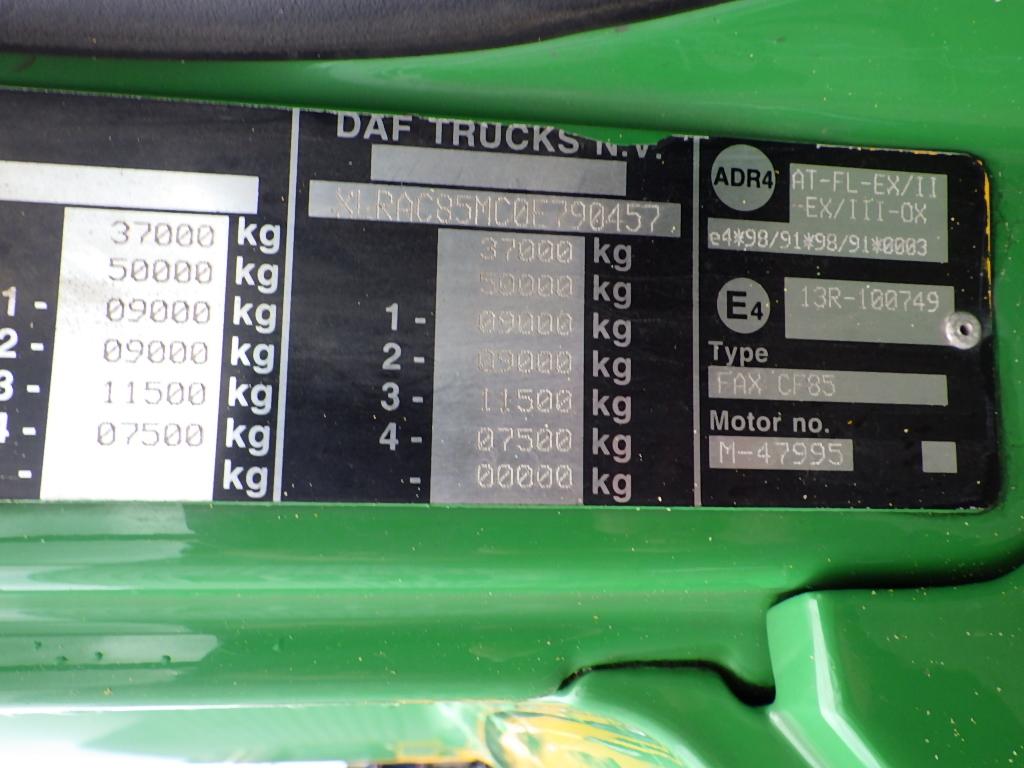 37000 kg
50000 kg
1- 09000 kg
2- 09000 kg
3- 11500 kg
4- 07500 kg
- kg
DAF TRUCKS N.V.
XLRAC85MC0E790457
37000 kg
50000 kg
1- 09000 kg
2- 09000 kg
3- 11500 kg
4- 07500 kg
- 00000 kg
ADR4 AT-FL-EX/II
-EX/III-OX
e4*98/91*98/91*0003
E4 13R-100749
Type
FAX CF85
Motor no.
M-47995